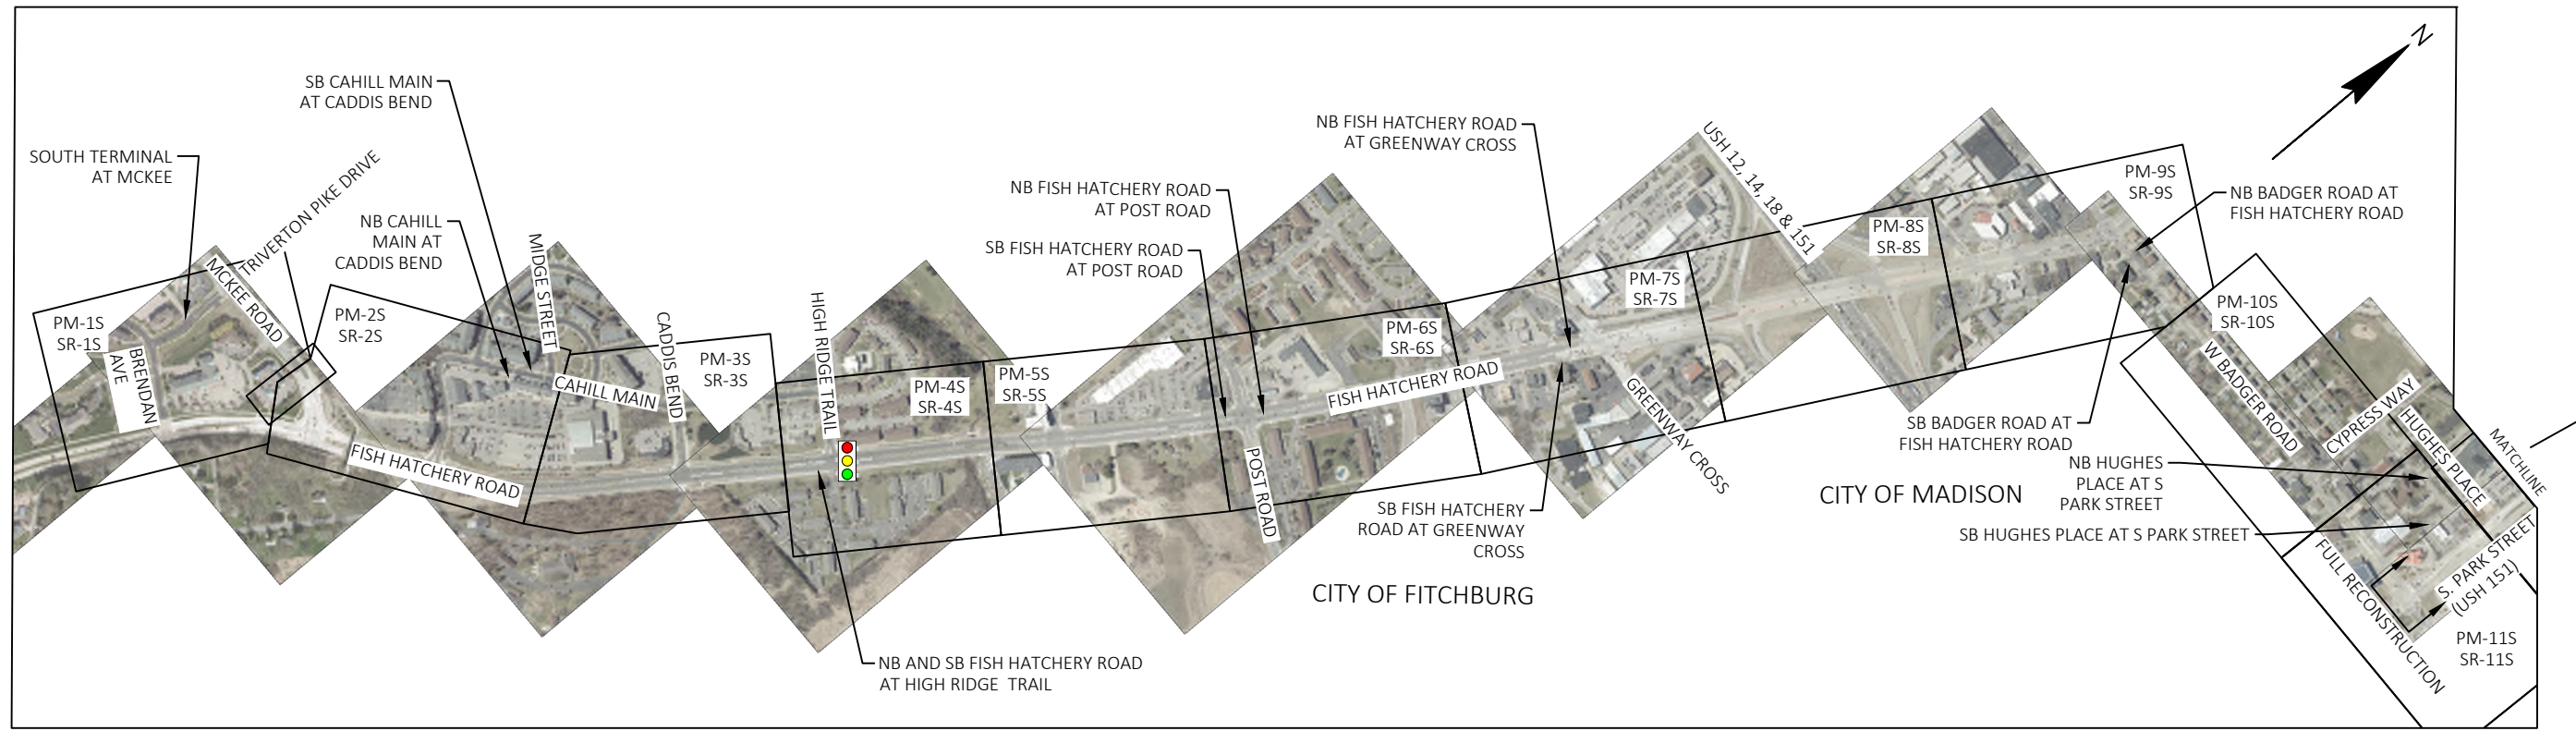 N
SB CAHILL MAIN
AT CADDIS BEND
SOUTH TERMINAL
AT MCKEE
TRIVERTON PIKE DRIVE
MCKEE ROAD
NB CAHILL
MAIN AT
CADDIS BEND
MIDGE STREET
PM-1S
SR-1S
BRENDAN
AVE
PM-2S
SR-2S
FISH HATCHERY ROAD
CAHILL MAIN
CADDIS BEND
PM-3S
SR-3S
HIGH RIDGE TRAIL
PM-4S
SR-4S
PM-5S
SR-5S
NB AND SB FISH HATCHERY ROAD
AT HIGH RIDGE TRAIL
NB FISH HATCHERY ROAD
AT POST ROAD
SB FISH HATCHERY ROAD
AT POST ROAD
POST ROAD
NB FISH HATCHERY ROAD
AT GREENWAY CROSS
PM-6S
SR-6S
FISH HATCHERY ROAD
SB FISH HATCHERY
ROAD AT GREENWAY
CROSS
CITY OF FITCHBURG
GREENWAY CROSS
PM-7S
SR-7S
USH 12, 14, 18 & 151
PM-8S
SR-8S
CITY OF MADISON
PM-9S
SR-9S
NB BADGER ROAD AT
FISH HATCHERY ROAD
SB BADGER ROAD AT
FISH HATCHERY ROAD
PM-10S
SR-10S
W BADGER ROAD
CYPRESS WAY
HUGHES PLACE
MATCHLINE
NB HUGHES
PLACE AT S
PARK STREET
SB HUGHES PLACE AT S PARK STREET
FULL RECONSTRUCTION
S. PARK STREET
(USH 151)
PM-11S
SR-11S